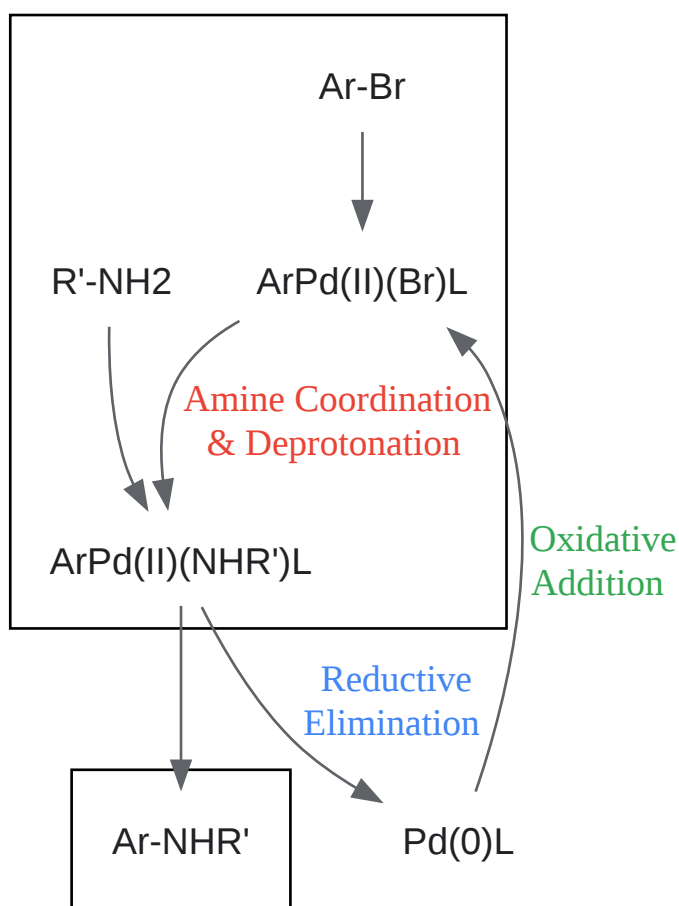 Ar-Br
R'-NH2
ArPd(II)(Br)L
Amine Coordination
& Deprotonation
ArPd(II)(NHR')L
Oxidative
Addition
Reductive
Elimination
Ar-NHR'
Pd(0)L